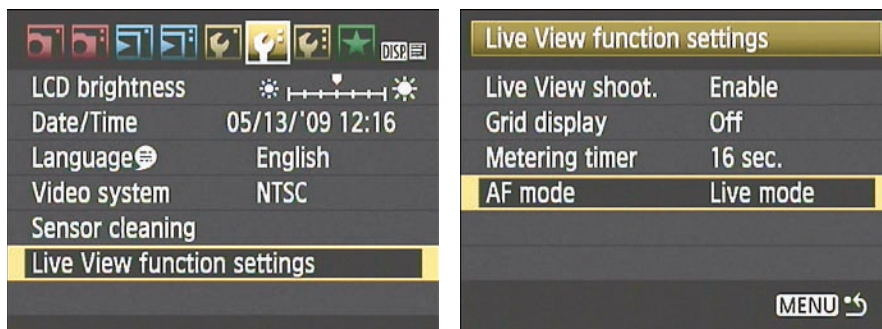 DISP.
LCD brightness
Date/Time 05/13/'09 12:16
Language English
Video system NTSC
Sensor cleaning
Live View function settings
Live View function settings
Live View shoot. Enable
Grid display Off
Metering timer 16 sec.
AF mode Live mode
MENU